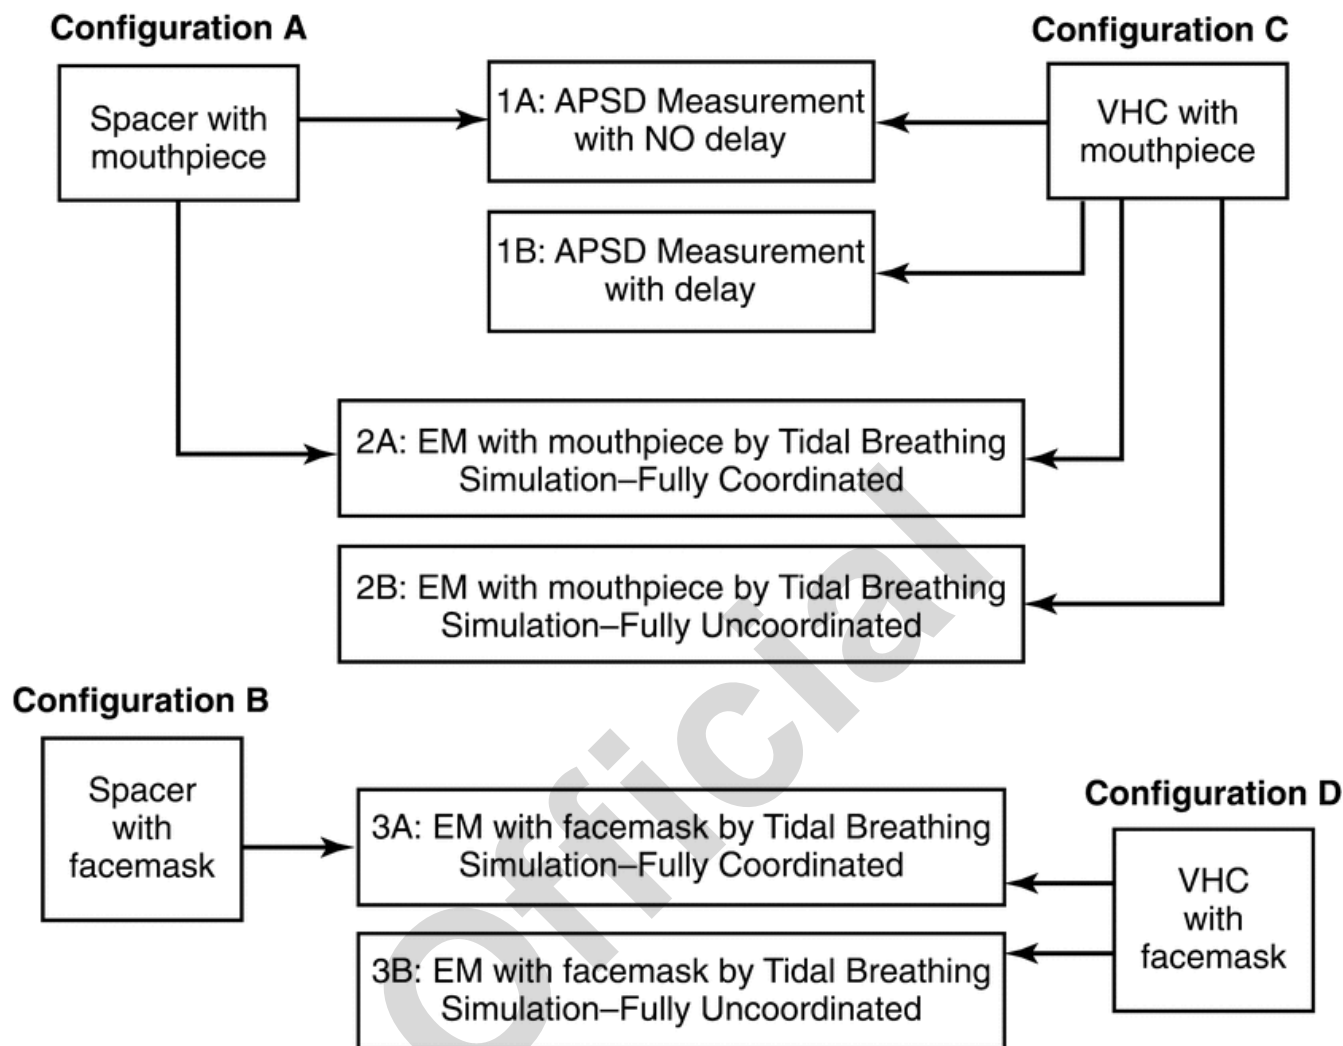 Configuration A
Spacer with
mouthpiece
1A: APSD Measurement
with NO delay
Configuration C
VHC with
mouthpiece
1B: APSD Measurement
with delay
2A: EM with mouthpiece by Tidal Breathing
Simulation–Fully Coordinated
2B: EM with mouthpiece by Tidal Breathing
Simulation–Fully Uncoordinated
Configuration B
Spacer
with
facemask
3A: EM with facemask by Tidal Breathing
Simulation–Fully Coordinated
Configuration D
VHC
with
facemask
3B: EM with facemask by Tidal Breathing
Simulation–Fully Uncoordinated
Official